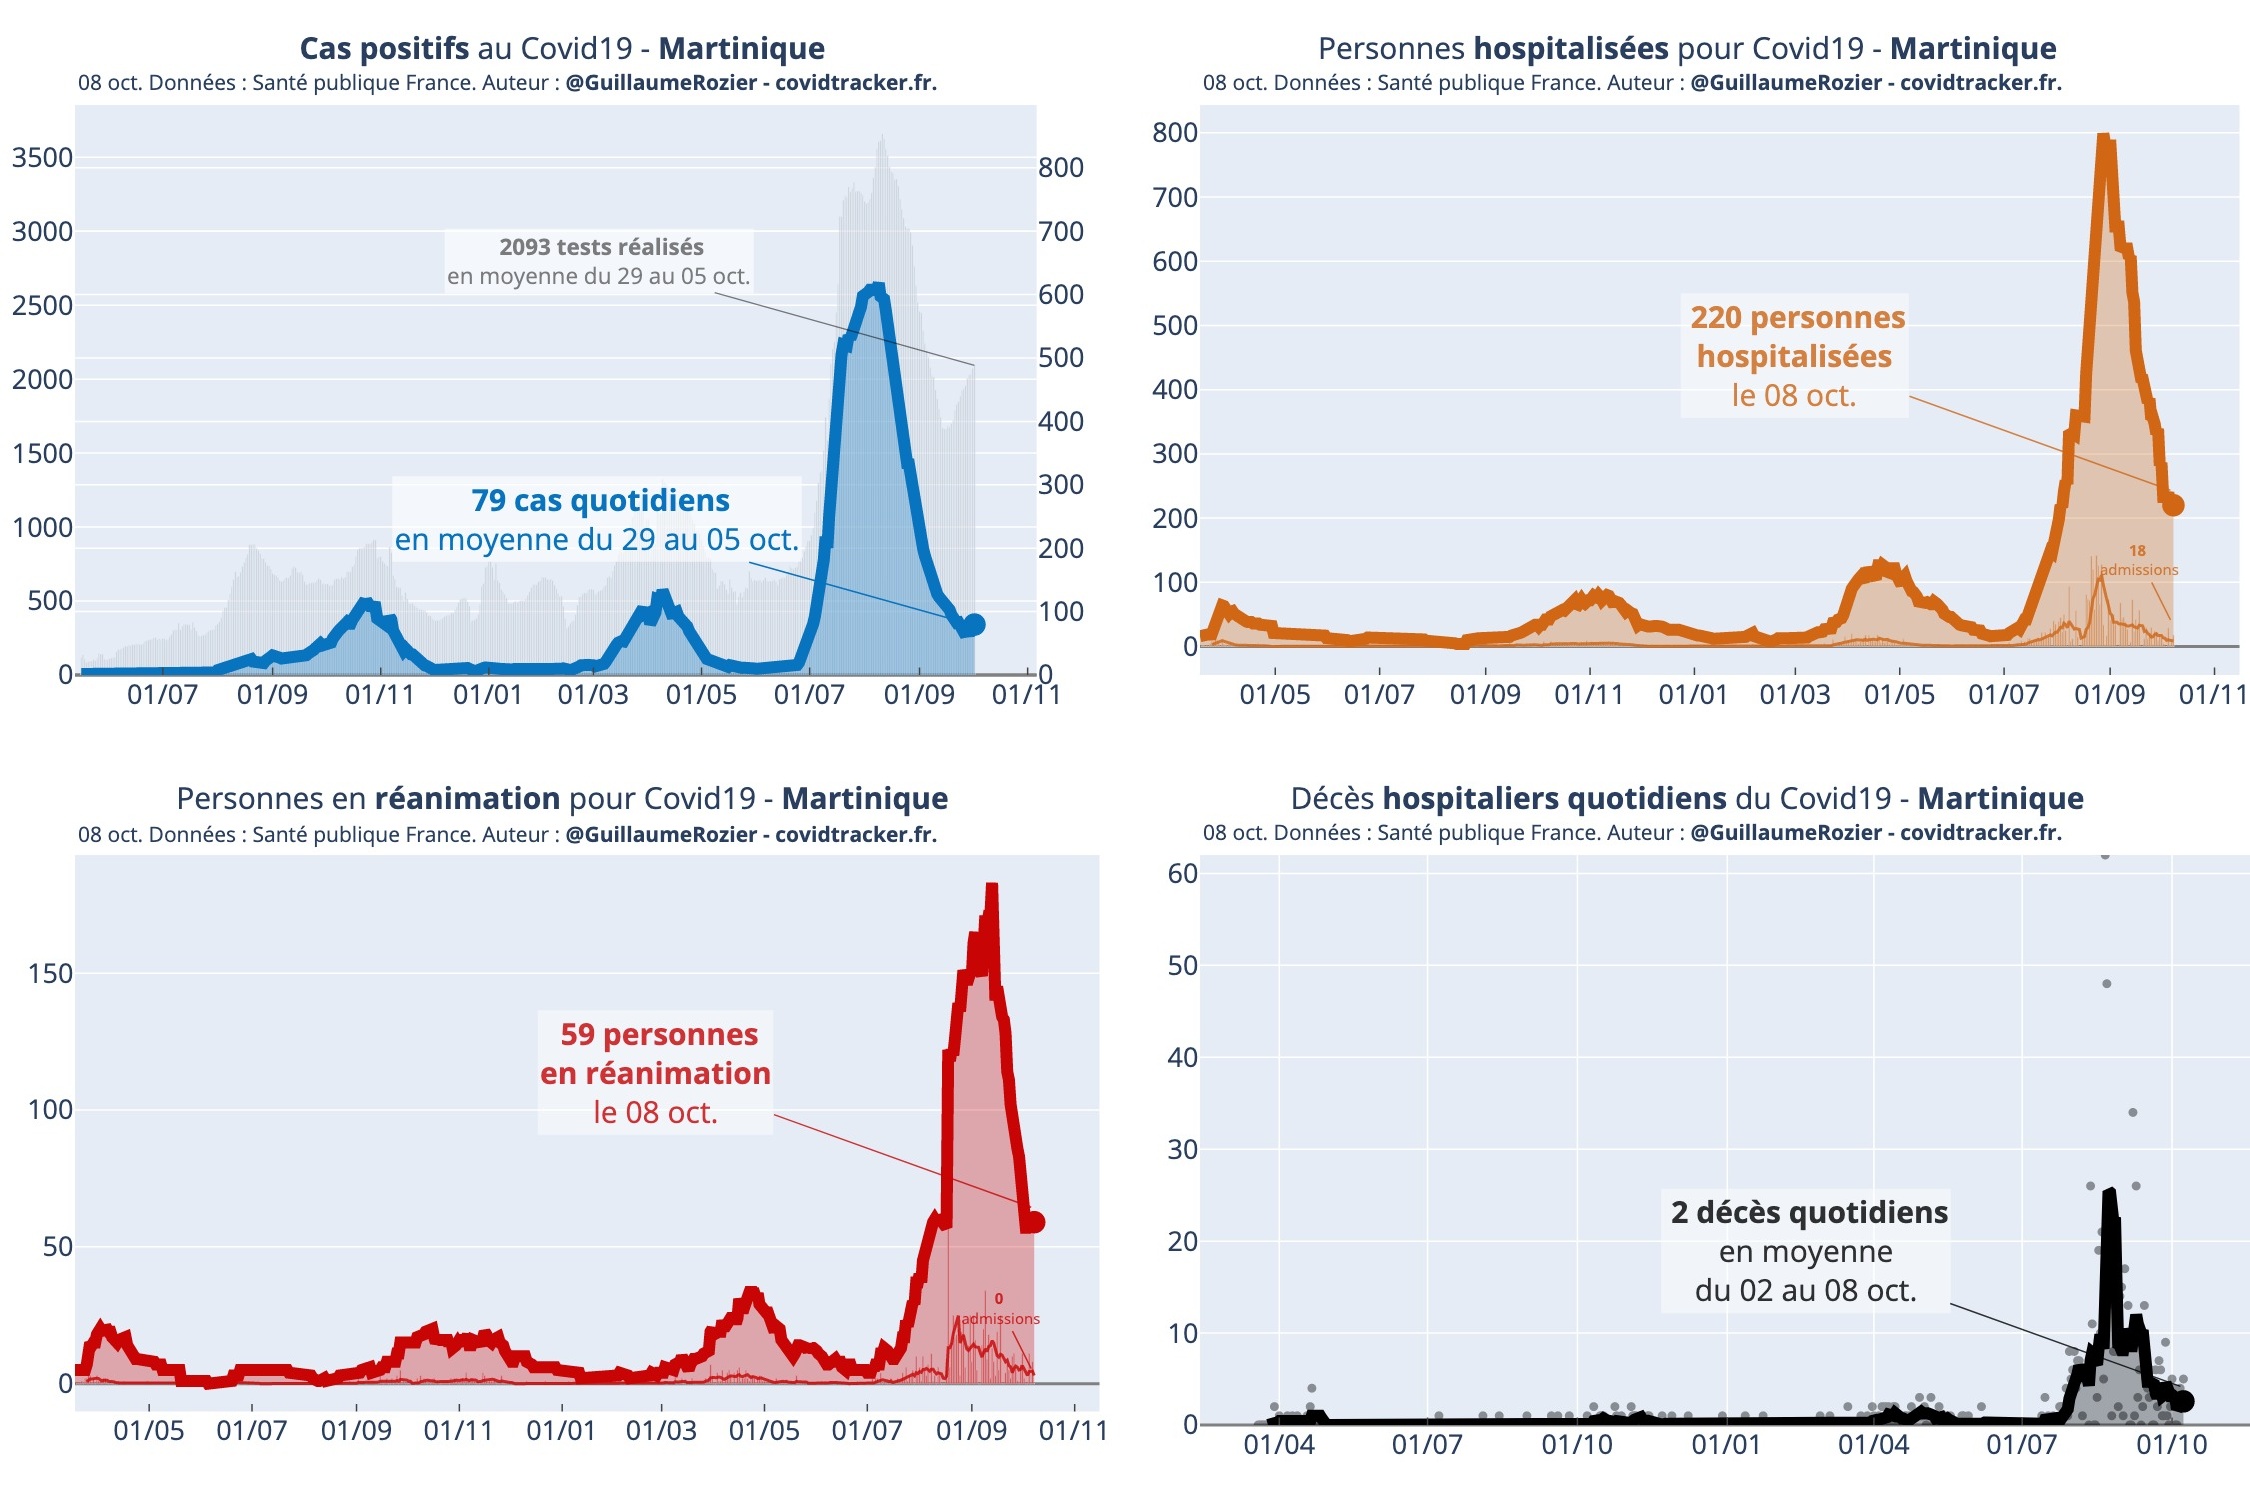 Cas positifs au Covid19 - Martinique
08 oct. Données : Santé publique France. Auteur : @GuillaumeRozier - covidtracker.fr.
3500
3000
2500
2000
1500
1000
500
0
800
700
600
500
400
300
200
100
0
2093 tests réalisés
en moyenne du 29 au 05 oct.
79 cas quotidiens
en moyenne du 29 au 05 oct.
01/07 01/09 01/11 01/01 01/03 01/05 01/07 01/09 01/11
Personnes hospitalisées pour Covid19 - Martinique
08 oct. Données : Santé publique France. Auteur : @GuillaumeRozier - covidtracker.fr.
800
700
600
500
400
300
200
100
0
220 personnes
hospitalisées
le 08 oct.
18
admissions
01/05 01/07 01/09 01/11 01/01 01/03 01/05 01/07 01/09 01/11
Personnes en réanimation pour Covid19 - Martinique
08 oct. Données : Santé publique France. Auteur : @GuillaumeRozier - covidtracker.fr.
150
100
50
0
59 personnes
en réanimation
le 08 oct.
0
admissions
01/05 01/07 01/09 01/11 01/01 01/03 01/05 01/07 01/09 01/11
Décès hospitaliers quotidiens du Covid19 - Martinique
08 oct. Données : Santé publique France. Auteur : @GuillaumeRozier - covidtracker.fr.
60
50
40
30
20
10
0
2 décès quotidiens
en moyenne
du 02 au 08 oct.
01/04 01/07 01/10 01/01 01/04 01/07 01/10